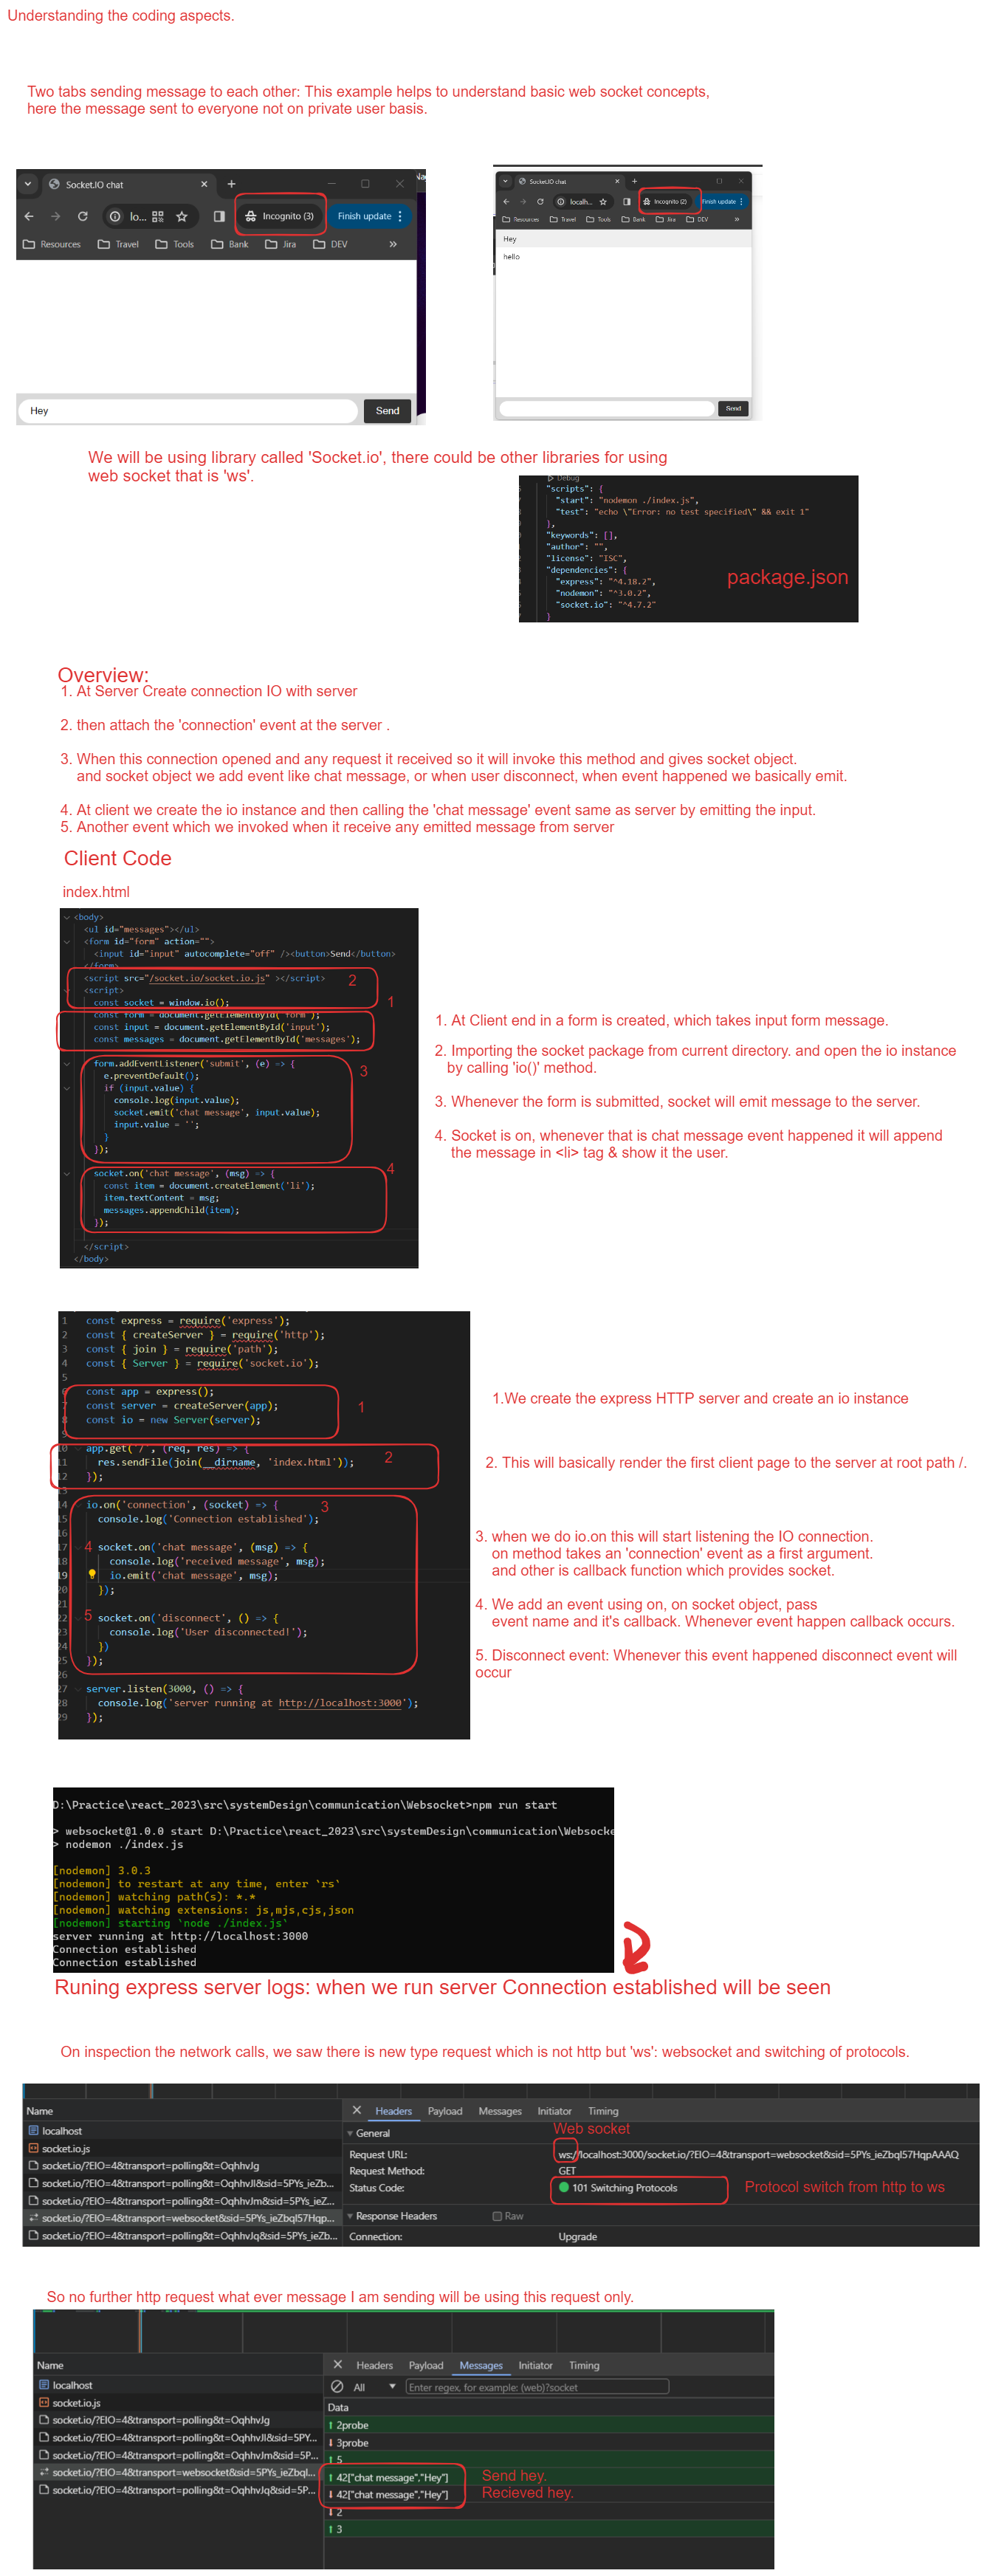 Understanding the coding aspects.
Two tabs sending message to each other: This example helps to understand basic web socket concepts,
here the message sent to everyone not on private user basis.
Socket.IO chat
lo...
Incognito (3)
Finish update
Resources Travel Tools Bank Jira DEV
Hey
Send
Socket.IO chat
localh...
Incognito (2)
Finish update
Resources Travel Tools Bank Jira DEV
Hey
hello
Send
We will be using library called 'Socket.io', there could be other libraries for using
web socket that is 'ws'.
Debug
"scripts": {
"start": "nodemon ./index.js",
"test": "echo \"Error: no test specified\" && exit 1"
},
"keywords": [],
"author": "",
"license": "ISC",
"dependencies": {
"express": "^4.18.2",
"nodemon": "^3.0.2",
"socket.io": "^4.7.2"
}
package.json
Overview:
1. At Server Create connection IO with server
2. then attach the 'connection' event at the server .
3. When this connection opened and any request it received so it will invoke this method and gives socket object.
and socket object we add event like chat message, or when user disconnect, when event happened we basically emit.
4. At client we create the io instance and then calling the 'chat message' event same as server by emitting the input.
5. Another event which we invoked when it receive any emitted message from server
Client Code
index.html
<body>
<ul id="messages"></ul>
<form id="form" action="">
<input id="input" autocomplete="off" /><button>Send</button>
</form>
<script src="/socket.io/socket.io.js" ></script>
2
<script>
1
const socket = window.io();
const form = document.getElementById('form');
const input = document.getElementById('input');
const messages = document.getElementById('messages');
form.addEventListener('submit', (e) => {
3
e.preventDefault();
if (input.value) {
console.log(input.value);
socket.emit('chat message', input.value);
input.value = '';
}
});
4
socket.on('chat message', (msg) => {
const item = document.createElement('li');
item.textContent = msg;
messages.appendChild(item);
});
</script>
</body>
1. At Client end in a form is created, which takes input form message.
2. Importing the socket package from current directory. and open the io instance
by calling 'io()' method.
3. Whenever the form is submitted, socket will emit message to the server.
4. Socket is on, whenever that is chat message event happened it will append
the message in <li> tag & show it the user.
1 const express = require('express');
2 const { createServer } = require('http');
3 const { join } = require('path');
4 const { Server } = require('socket.io');
5
6 const app = express();
7 const server = createServer(app);
1
8 const io = new Server(server);
9
10 app.get('/', (req, res) => {
11 res.sendFile(join(__dirname, 'index.html'));
2
12 });
13
14 io.on('connection', (socket) => {
3
15 console.log('Connection established');
16
17 socket.on('chat message', (msg) => {
4
18 console.log('received message', msg);
19 io.emit('chat message', msg);
20 });
21
22 socket.on('disconnect', () => {
5
23 console.log('User disconnected!');
24 })
25 });
26
27 server.listen(3000, () => {
28 console.log('server running at http://localhost:3000');
29 });
1.We create the express HTTP server and create an io instance
2. This will basically render the first client page to the server at root path /.
3. when we do io.on this will start listening the IO connection.
on method takes an 'connection' event as a first argument.
and other is callback function which provides socket.
4. We add an event using on, on socket object, pass
event name and it's callback. Whenever event happen callback occurs.
5. Disconnect event: Whenever this event happened disconnect event will
occur
D:\Practice\react_2023\src\systemDesign\communication\Websocket>npm run start
> websocket@1.0.0 start D:\Practice\react_2023\src\systemDesign\communication\Websocke
> nodemon ./index.js
[nodemon] 3.0.3
[nodemon] to restart at any time, enter `rs`
[nodemon] watching path(s): *.*
[nodemon] watching extensions: js,mjs,cjs,json
[nodemon] starting `node ./index.js`
server running at http://localhost:3000
Connection established
Connection established
Runing express server logs: when we run server Connection established will be seen
On inspection the network calls, we saw there is new type request which is not http but 'ws': websocket and switching of protocols.
Name
localhost
socket.io.js
socket.io/?EIO=4&transport=polling&t=OqhhvJg
socket.io/?EIO=4&transport=polling&t=OqhhvJl&sid=5PYs_ieZb...
socket.io/?EIO=4&transport=polling&t=OqhhvJm&sid=5PYs_ieZ...
socket.io/?EIO=4&transport=websocket&sid=5PYs_ieZbql57Hqp...
socket.io/?EIO=4&transport=polling&t=OqhhvJq&sid=5PYs_ieZb...
Headers Payload Messages Initiator Timing
General
Web socket
Request URL: ws://localhost:3000/socket.io/?EIO=4&transport=websocket&sid=5PYs_ieZbql57HqpAAAQ
Request Method: GET
Status Code: 101 Switching Protocols
Protocol switch from http to ws
Response Headers Raw
Connection: Upgrade
So no further http request what ever message I am sending will be using this request only.
Name
localhost
socket.io.js
socket.io/?EIO=4&transport=polling&t=OqhhvJg
socket.io/?EIO=4&transport=polling&t=OqhhvJl&sid=5PY...
socket.io/?EIO=4&transport=polling&t=OqhhvJm&sid=5P...
socket.io/?EIO=4&transport=websocket&sid=5PYs_ieZbql...
socket.io/?EIO=4&transport=polling&t=OqhhvJq&sid=5P...
Headers Payload Messages Initiator Timing
All
Enter regex, for example: (web)?socket
Data
2probe
3probe
5
42["chat message","Hey"]
Send hey.
42["chat message","Hey"]
Recieved hey.
2
3